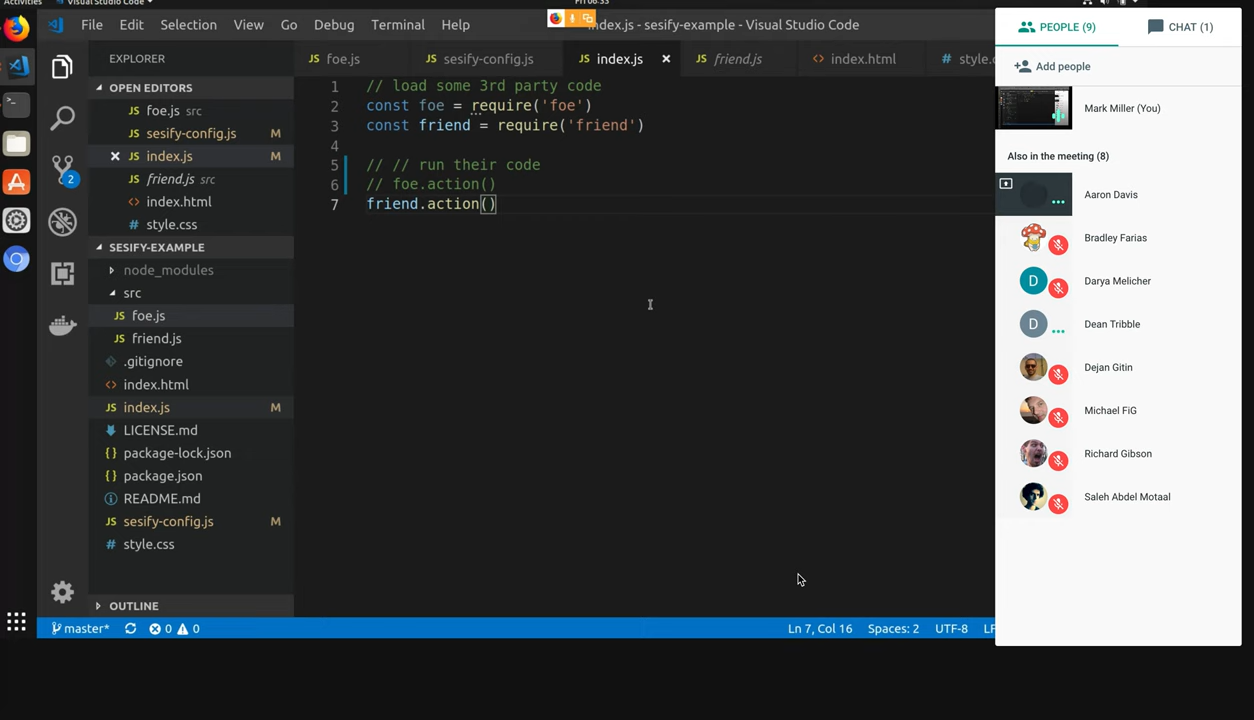 Activities
Visual Studio Code
Fri 06:33
File Edit Selection View Go Debug Terminal Help
index.js - sesify-example - Visual Studio Code
EXPLORER
OPEN EDITORS
foe.js src
sesify-config.js M
index.js M
friend.js src
index.html
style.css
SESIFY-EXAMPLE
node_modules
src
foe.js
friend.js
.gitignore
index.html
index.js M
LICENSE.md
package-lock.json
package.json
README.md
sesify-config.js M
style.css
OUTLINE
2
foe.js sesify-config.js index.js friend.js index.html style.c
1 // load some 3rd party code
2 const foe = require('foe')
3 const friend = require('friend')
4
5 // // run their code
6 // foe.action()
7 friend.action()
master* 0 0
Ln 7, Col 16 Spaces: 2 UTF-8 LF
PEOPLE (9) CHAT (1)
Add people
Mark Miller (You)
Also in the meeting (8)
Aaron Davis
Bradley Farias
D Darya Melicher
D Dean Tribble
Dejan Gitin
Michael FiG
Richard Gibson
Saleh Abdel Motaal